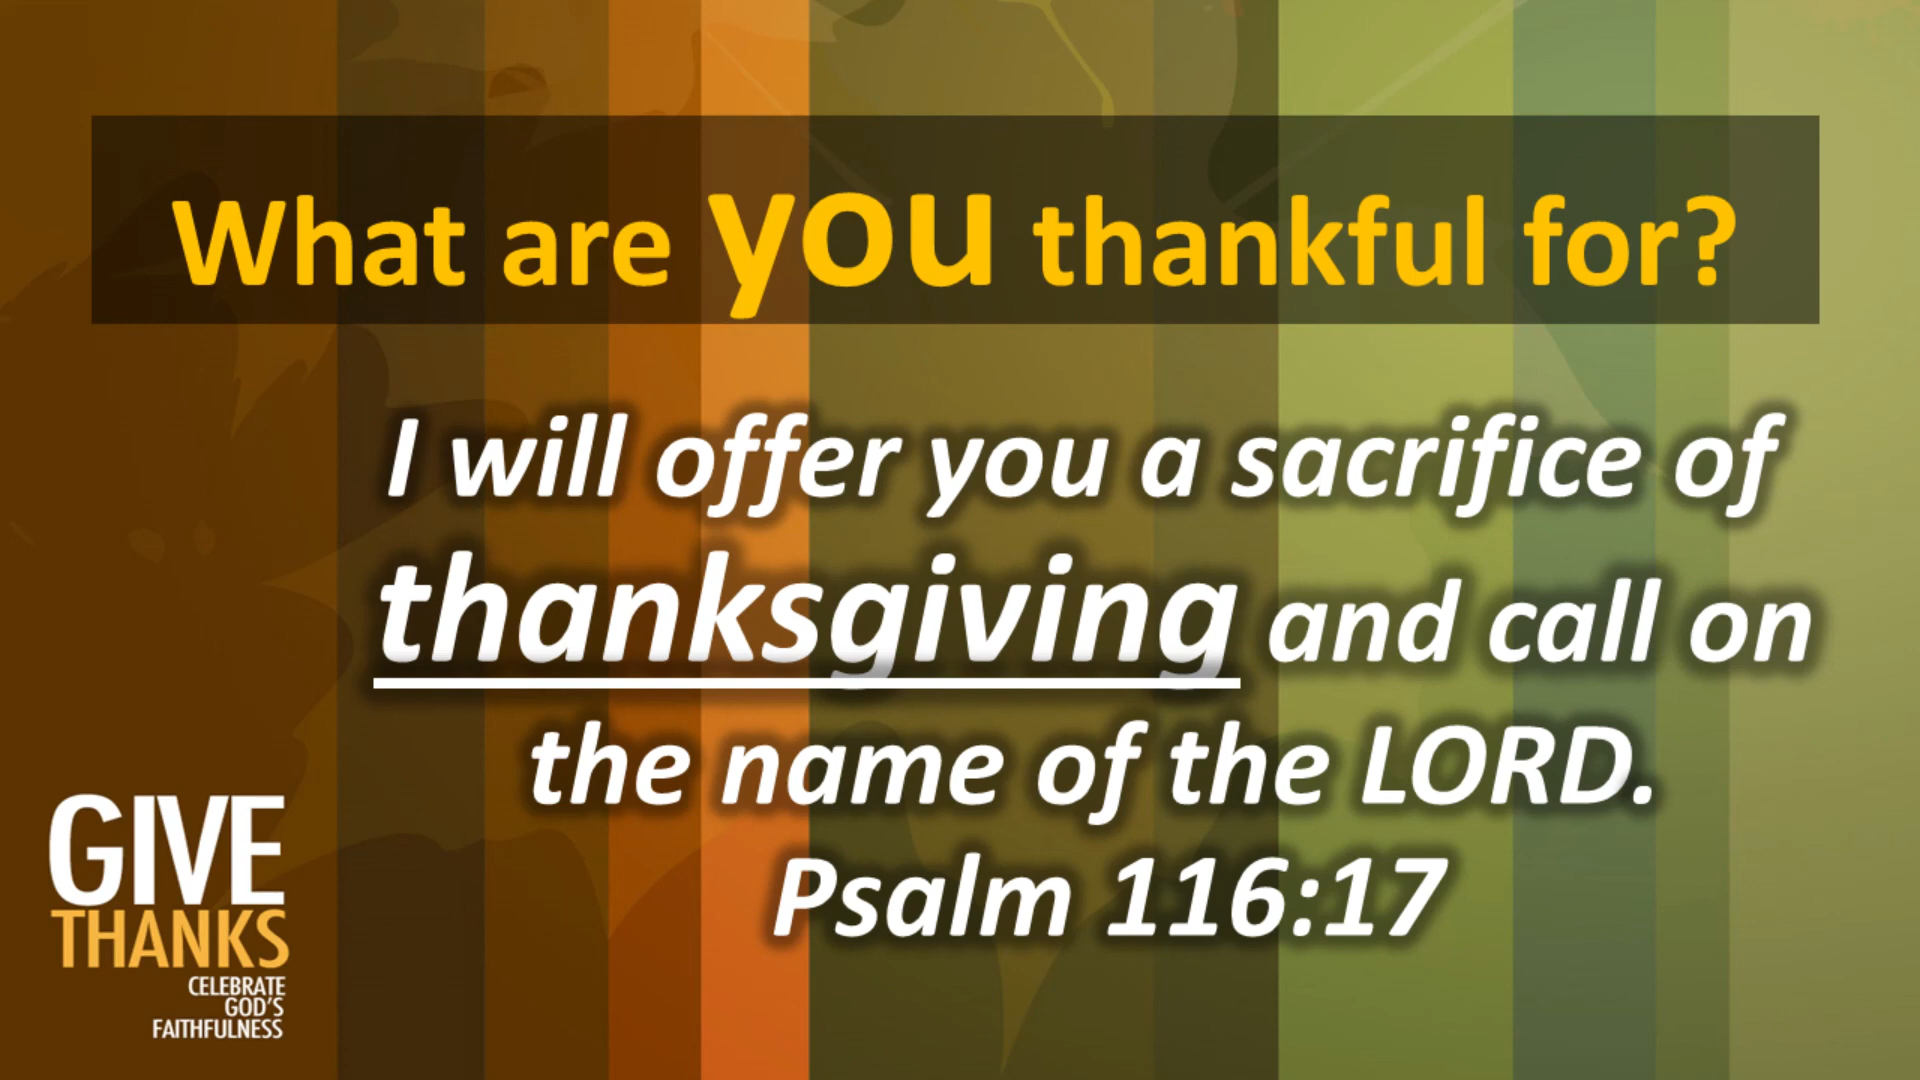 What are you thankful for?
I will offer you a sacrifice of
thanksgiving and call on
the name of the LORD.
Psalm 116:17
GIVE
THANKS
CELEBRATE
GOD'S
FAITHFULNESS